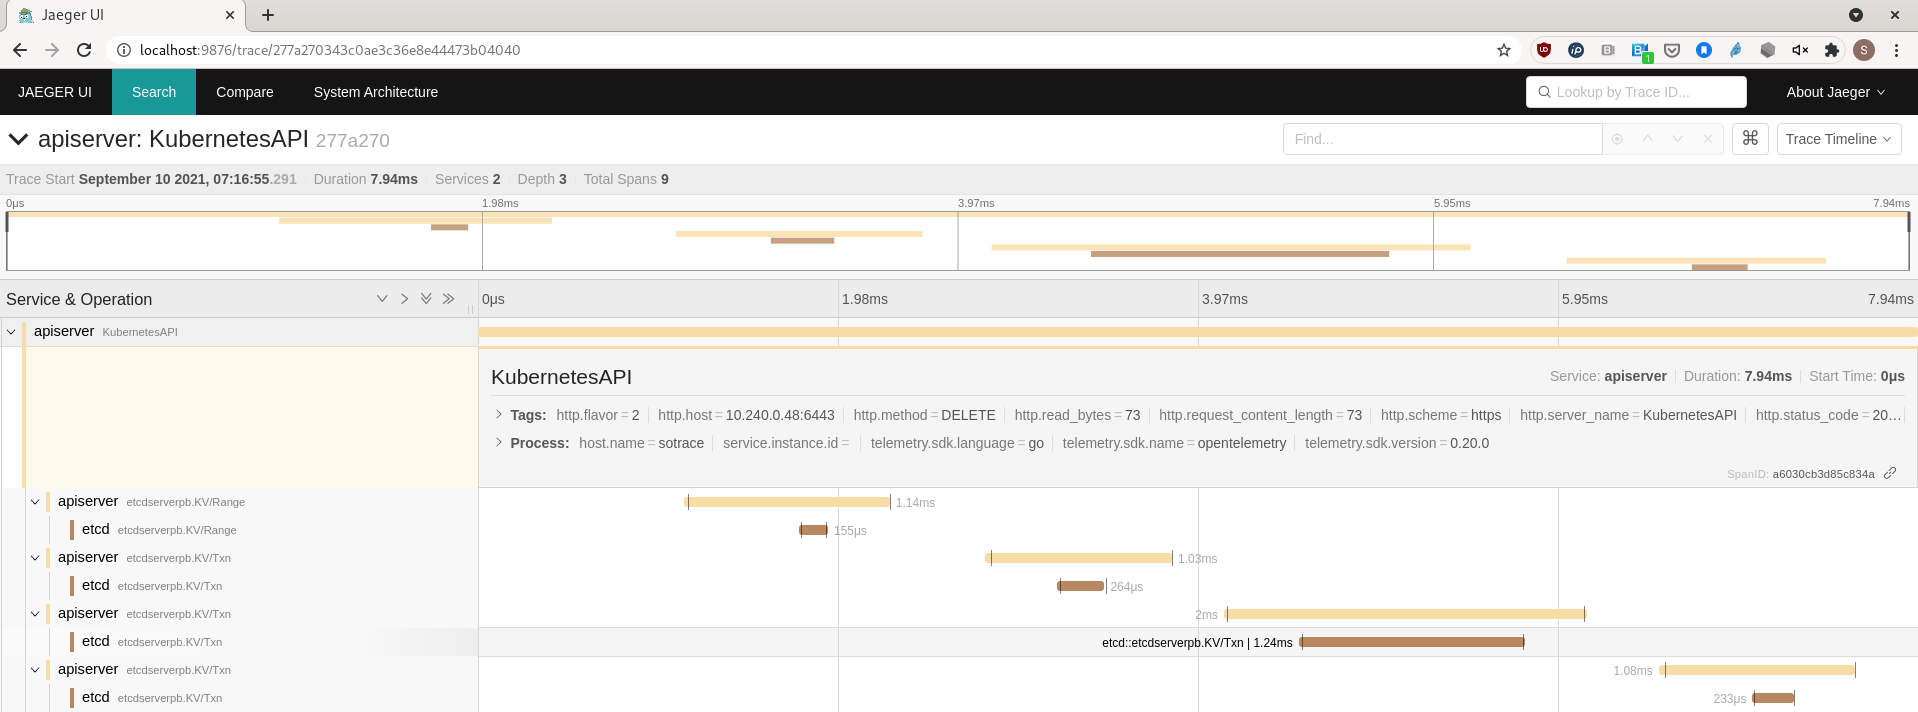 Jaeger UI
localhost:9876/trace/277a270343c0ae3c36e8e44473b04040
1
S
JAEGER UI Search Compare System Architecture Lookup by Trace ID... About Jaeger
apiserver: KubernetesAPI 277a270 Find... ⌘ Trace Timeline
Trace Start September 10 2021, 07:16:55.291 Duration 7.94ms Services 2 Depth 3 Total Spans 9
0μs 1.98ms 3.97ms 5.95ms 7.94ms
Service & Operation 0μs 1.98ms 3.97ms 5.95ms 7.94ms
apiserver KubernetesAPI
KubernetesAPI Service: apiserver Duration: 7.94ms Start Time: 0μs
Tags: http.flavor = 2 http.host = 10.240.0.48:6443 http.method = DELETE http.read_bytes = 73 http.request_content_length = 73 http.scheme = https http.server_name = KubernetesAPI http.status_code = 20…
Process: host.name = sotrace service.instance.id = telemetry.sdk.language = go telemetry.sdk.name = opentelemetry telemetry.sdk.version = 0.20.0
SpanID: a6030cb3d85c834a
apiserver etcdserverpb.KV/Range 1.14ms
etcd etcdserverpb.KV/Range 155μs
apiserver etcdserverpb.KV/Txn 1.03ms
etcd etcdserverpb.KV/Txn 264μs
apiserver etcdserverpb.KV/Txn 2ms
etcd etcdserverpb.KV/Txn etcd::etcdserverpb.KV/Txn | 1.24ms
apiserver etcdserverpb.KV/Txn 1.08ms
etcd etcdserverpb.KV/Txn 233μs